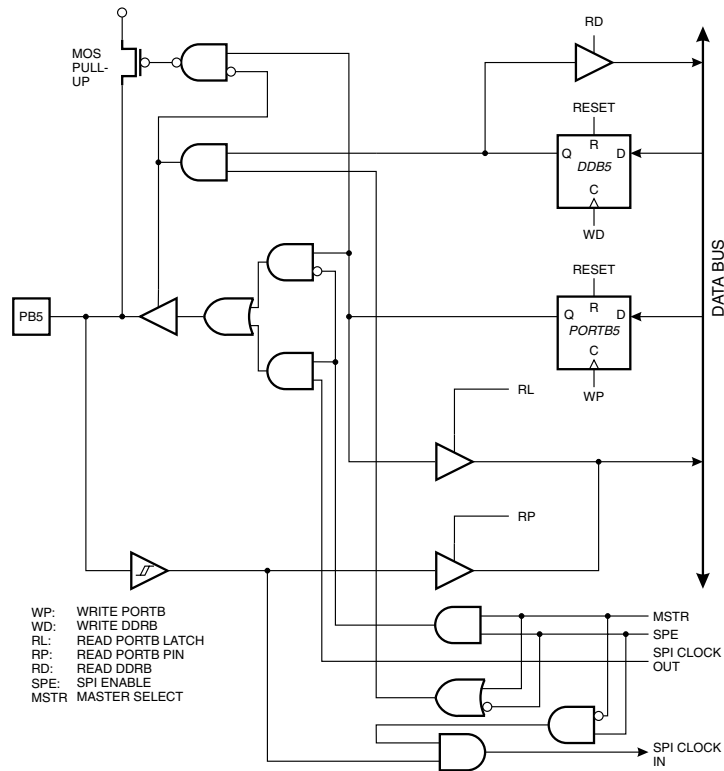 RD
MOS
PULL-
UP
RESET
R
Q D
DDB5
C
WD
RESET
DATA BUS
PB5
R
Q D
PORTB5
C
WP
RL
RP
WP: WRITE PORTB
WD: WRITE DDRB
RL: READ PORTB LATCH
RP: READ PORTB PIN
RD: READ DDRB
SPE: SPI ENABLE
MSTR MASTER SELECT
MSTR
SPE
SPI CLOCK
OUT
SPI CLOCK
IN